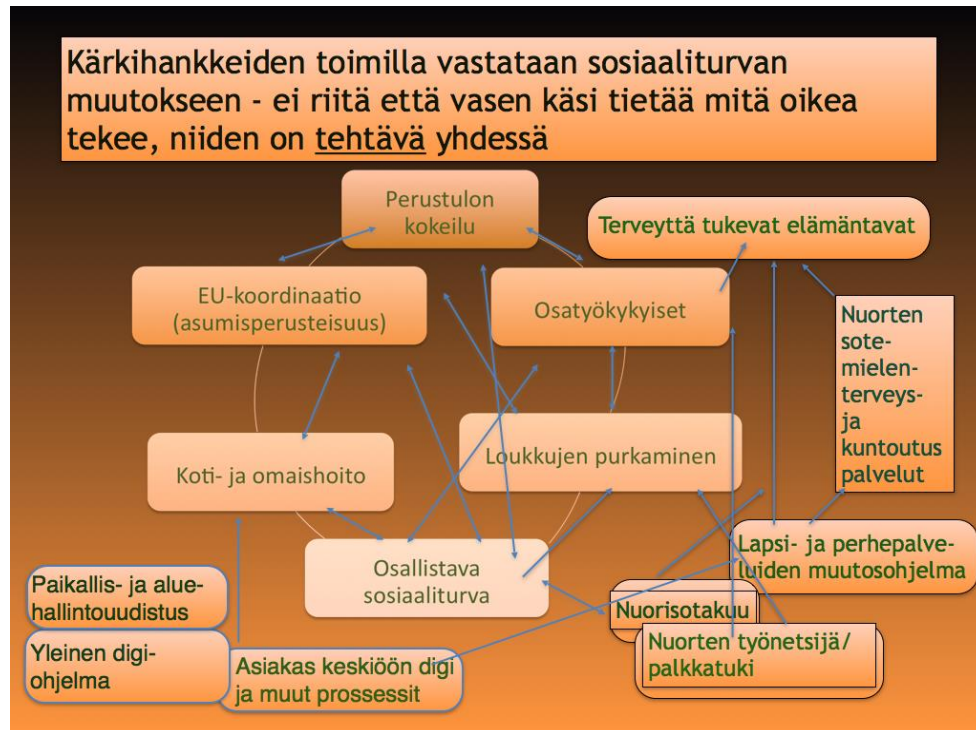 Kärkihankkeiden toimilla vastataan sosiaaliturvan
muutokseen - ei riitä että vasen käsi tietää mitä oikea
tekee, niiden on tehtävä yhdessä
Perustulon
kokeilu
Terveyttä tukevat elämäntavat
EU-koordinaatio
(asumisperusteisuus)
Osatyökykyiset
Nuorten
sote-
mielen-
terveys-
ja
kuntoutus
palvelut
Koti- ja omaishoito
Loukkujen purkaminen
Osallistava
sosiaaliturva
Lapsi- ja perhepalve-
luiden muutosohjelma
Paikallis- ja alue-
hallintouudistus
Nuorisotakuu
Yleinen digi-
ohjelma
Asiakas keskiöön digi
ja muut prossessit
Nuorten työnetsijä/
palkkatuki